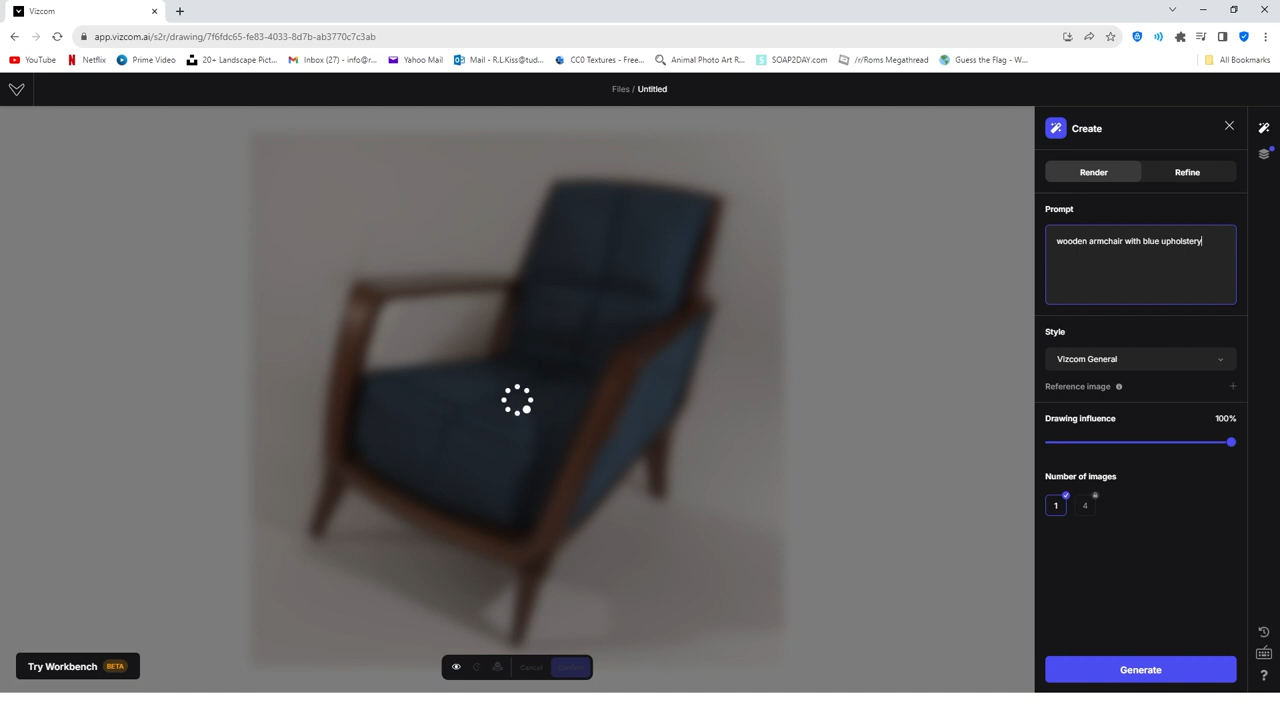 Vizcom
app.vizcom.ai/s2r/drawing/7f6fdc65-fe83-4033-8d7b-ab3770c7c3ab
YouTube Netflix Prime Video 20+ Landscape Pict... Inbox (27) - info@r... Yahoo Mail Mail - R.L.Kiss@tud... CC0 Textures - Free... Animal Photo Art R... SOAP2DAY.com /r/Roms Megathread Guess the Flag - W... All Bookmarks
Files / Untitled
Create
Render Refine
Prompt
wooden armchair with blue upholstery
Style
Vizcom General
Reference image
Drawing influence 100%
Number of images
1 4
Try Workbench BETA
Cancel Confirm
Generate